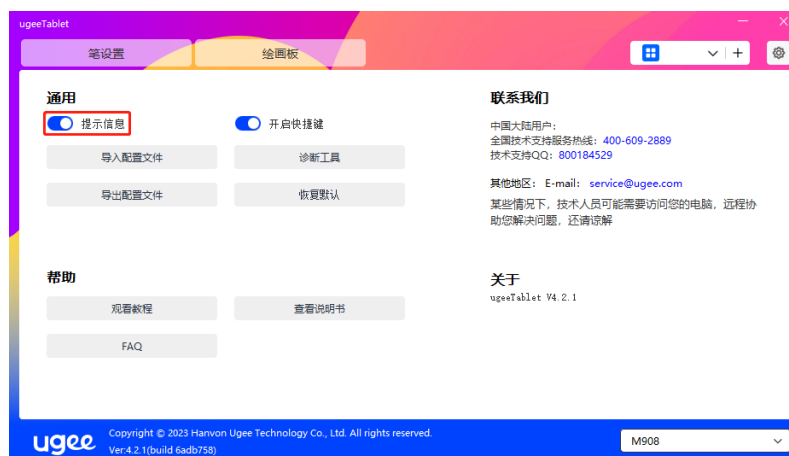 ugeeTablet
笔设置
绘画板
通用
提示信息
开启快捷键
导入配置文件
诊断工具
导出配置文件
恢复默认
帮助
观看教程
查看说明书
FAQ
联系我们
中国大陆用户：
全国技术支持服务热线：400-609-2889
技术支持QQ：800184529
其他地区： E-mail： service@ugee.com
某些情况下，技术人员可能需要访问您的电脑，远程协
助您解决问题，还请谅解
关于
ugeeTablet V4.2.1
ugee
Copyright © 2023 Hanvon Ugee Technology Co., Ltd. All rights reserved.
Ver:4.2.1(build 6adb758)
M908